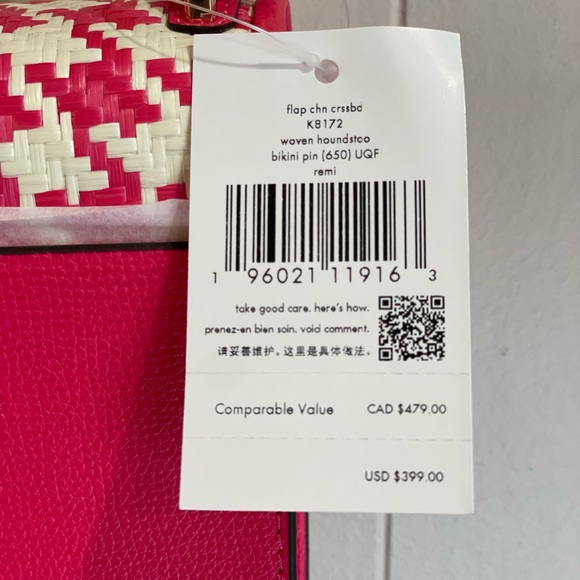 flap chn crssbd
K8172
woven houndstoo
bikini pin (650) UQF
remi
1 96021 11916 3
take good care. here's how.
prenez-en bien soin. voici comment.
请妥善维护。这里是具体做法。
Comparable Value CAD $479.00
USD $399.00